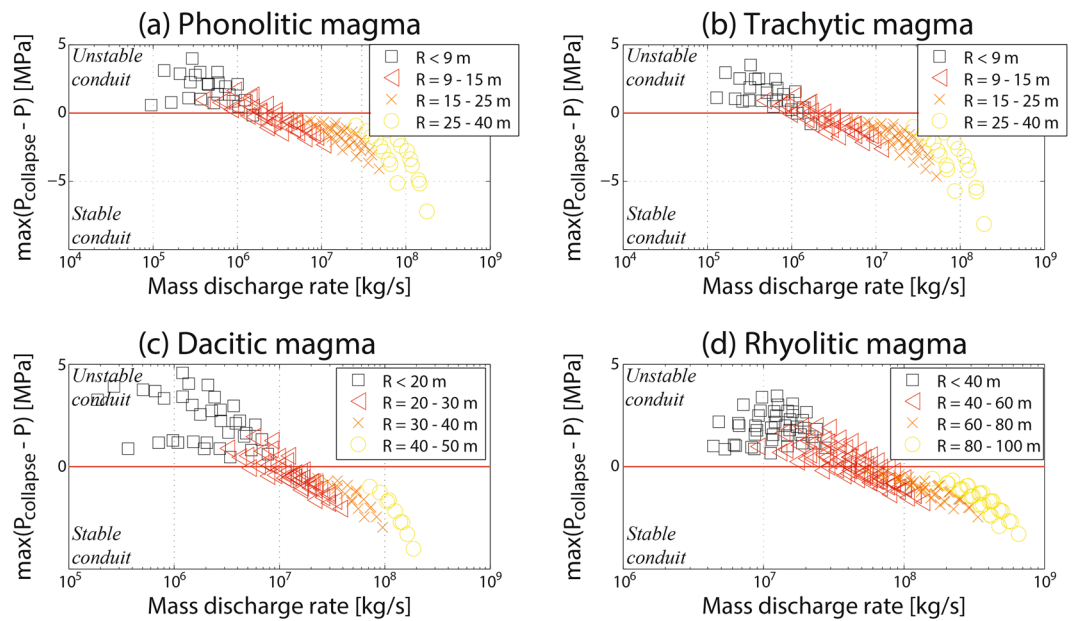 (a) Phonolitic magma
max(Pcollapse - P) [MPa]
5
0
−5
Unstable
conduit
Stable
conduit
R < 9 m
R = 9 - 15 m
R = 15 - 25 m
R = 25 - 40 m
10^4 10^5 10^6 10^7 10^8 10^9
Mass discharge rate [kg/s]
(b) Trachytic magma
max(Pcollapse - P) [MPa]
5
0
−5
Unstable
conduit
Stable
conduit
R < 9 m
R = 9 - 15 m
R = 15 - 25 m
R = 25 - 40 m
10^4 10^5 10^6 10^7 10^8 10^9
Mass discharge rate [kg/s]
(c) Dacitic magma
max(Pcollapse - P) [MPa]
5
0
Unstable
conduit
Stable
conduit
R < 20 m
R = 20 - 30 m
R = 30 - 40 m
R = 40 - 50 m
10^5 10^6 10^7 10^8 10^9
Mass discharge rate [kg/s]
(d) Rhyolitic magma
max(Pcollapse - P) [MPa]
5
0
Unstable
conduit
Stable
conduit
R < 40 m
R = 40 - 60 m
R = 60 - 80 m
R = 80 - 100 m
10^6 10^7 10^8 10^9
Mass discharge rate [kg/s]